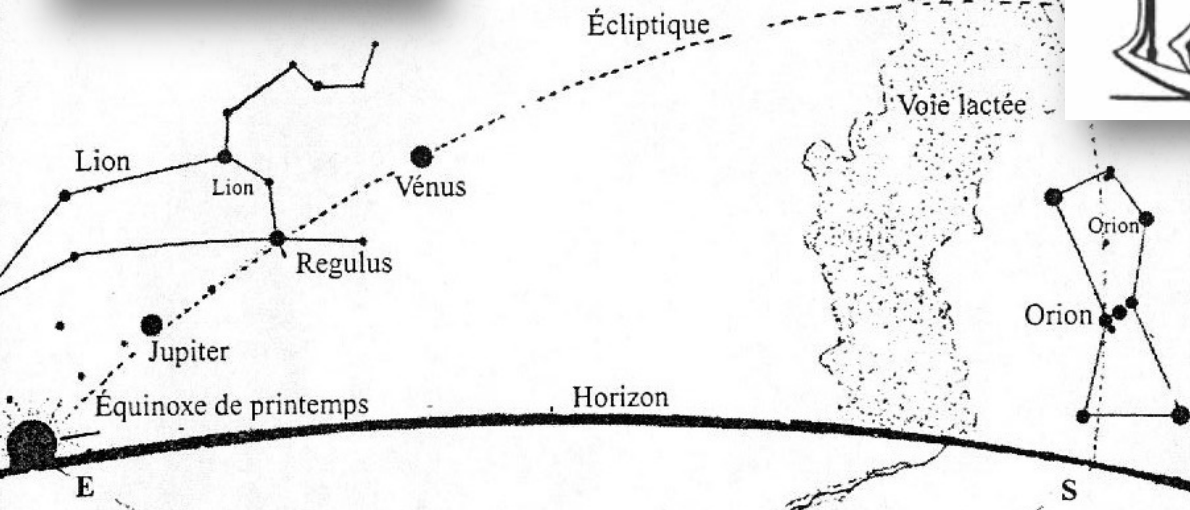 Écliptique
Voie lactée
Lion
Lion
Vénus
Orion
Regulus
Orion
Jupiter
Équinoxe de printemps
Horizon
E
S